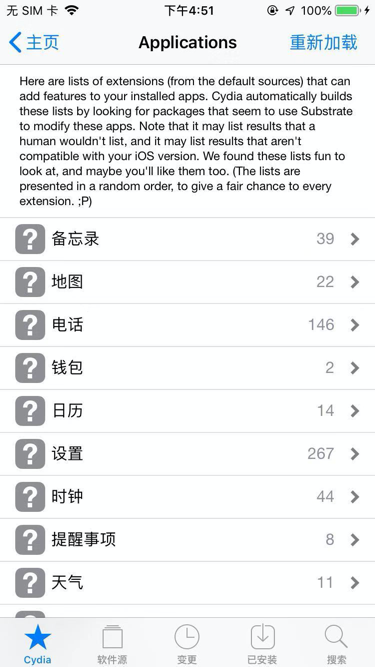 无 SIM 卡 下午4:51 100%
主页 Applications 重新加载
Here are lists of extensions (from the default sources) that can
add features to your installed apps. Cydia automatically builds
these lists by looking for packages that seem to use Substrate
to modify these apps. Note that it may list results that a
human wouldn't list, and it may list results that aren't
compatible with your iOS version. We found these lists fun to
look at, and maybe you'll like them too. (The lists are
presented in a random order, to give a fair chance to every
extension. ;P)
备忘录 39
地图 22
电话 146
钱包 2
日历 14
设置 267
时钟 44
提醒事项 8
天气 11
Cydia 软件源 变更 已安装 搜索